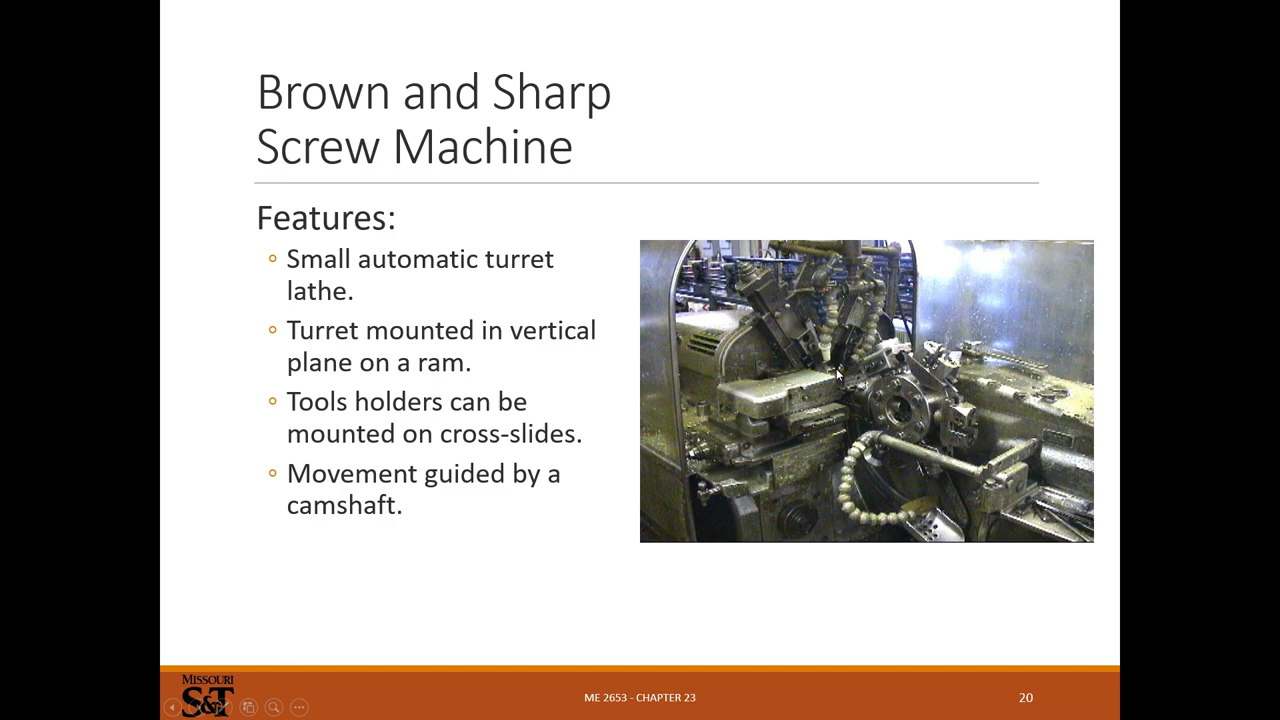 Brown and Sharp
Screw Machine
Features:
Small automatic turret
lathe.
Turret mounted in vertical
plane on a ram.
Tools holders can be
mounted on cross-slides.
Movement guided by a
camshaft.
MISSOURI
S&T
ME 2653 - CHAPTER 23
20